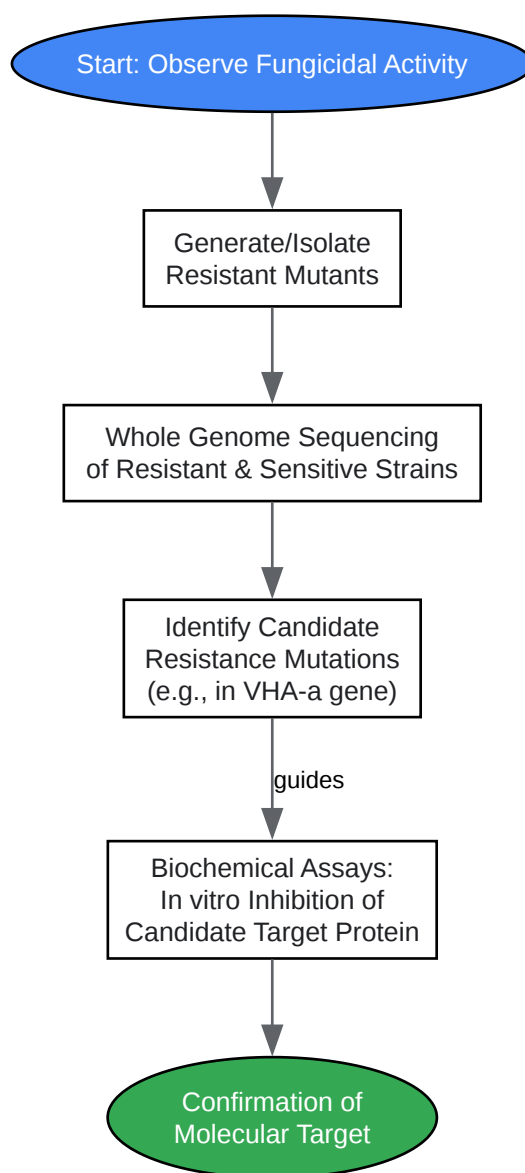 Start: Observe Fungicidal Activity
Generate/Isolate
Resistant Mutants
Whole Genome Sequencing
of Resistant & Sensitive Strains
Identify Candidate
Resistance Mutations
(e.g., in VHA-a gene)
guides
Biochemical Assays:
In vitro Inhibition of
Candidate Target Protein
Confirmation of
Molecular Target